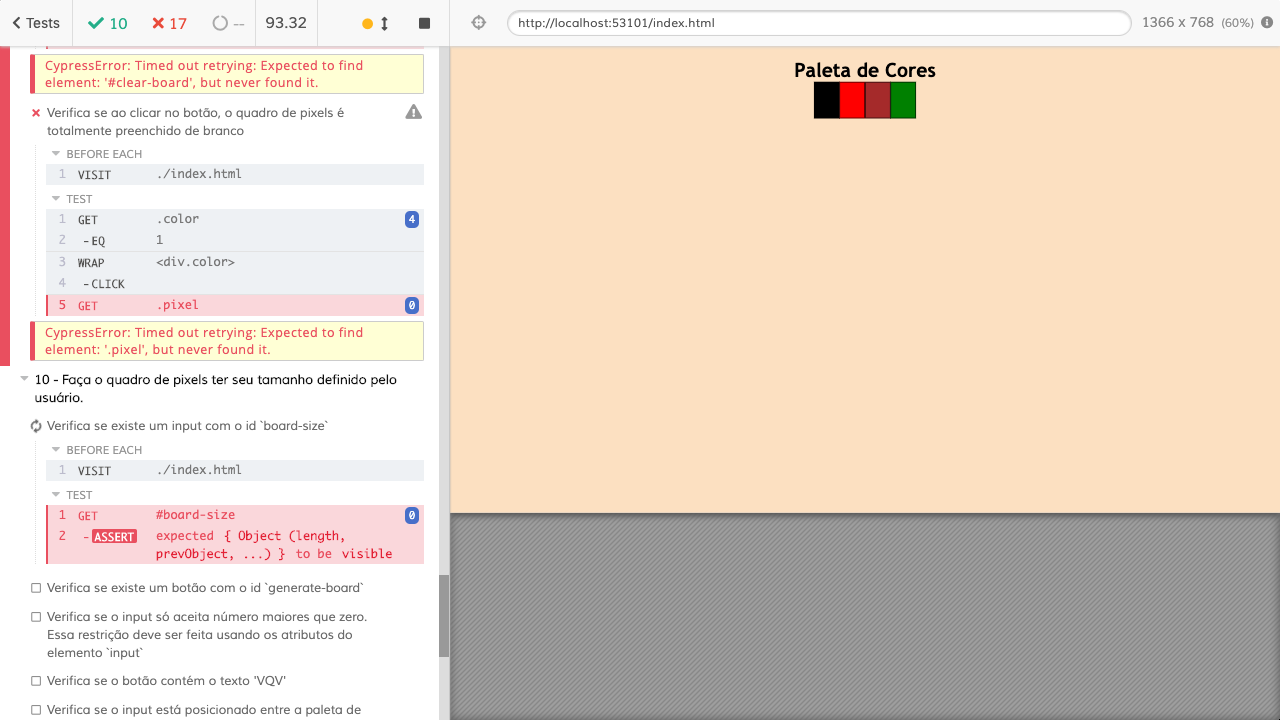 Tests
10
17
--
93.32
http://localhost:53101/index.html
1366 x 768 (60%)
CypressError: Timed out retrying: Expected to find
element: '#clear-board', but never found it.
Verifica se ao clicar no botão, o quadro de pixels é
totalmente preenchido de branco
BEFORE EACH
1 VISIT ./index.html
TEST
1 GET .color 4
2 - EQ 1
3 WRAP <div.color>
4 - CLICK
5 GET .pixel 0
CypressError: Timed out retrying: Expected to find
element: '.pixel', but never found it.
10 - Faça o quadro de pixels ter seu tamanho definido pelo
usuário.
Verifica se existe um input com o id `board-size`
BEFORE EACH
1 VISIT ./index.html
TEST
1 GET #board-size 0
2 - ASSERT expected { Object (length,
prevObject, ...) } to be visible
Verifica se existe um botão com o id `generate-board`
Verifica se o input só aceita número maiores que zero.
Essa restrição deve ser feita usando os atributos do
elemento `input`
Verifica se o botão contém o texto 'VQV'
Verifica se o input está posicionado entre a paleta de
Paleta de Cores